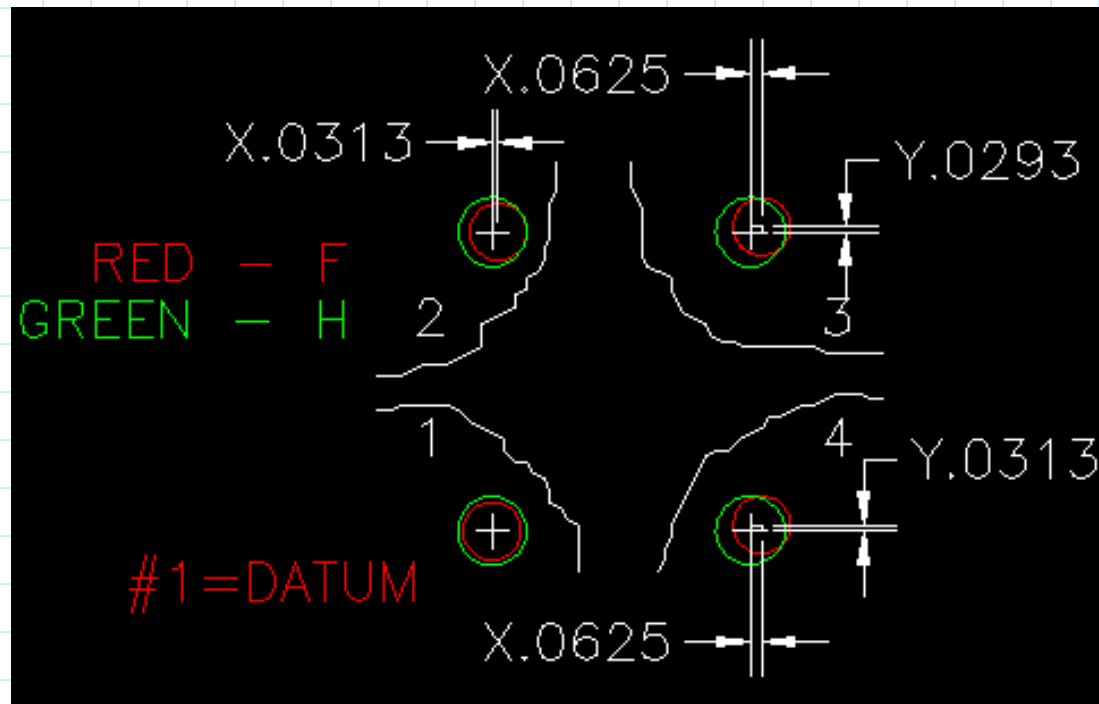 X.0625
X.0313
Y.0293
RED - F
GREEN - H
2
3
1
4
Y.0313
#1=DATUM
X.0625